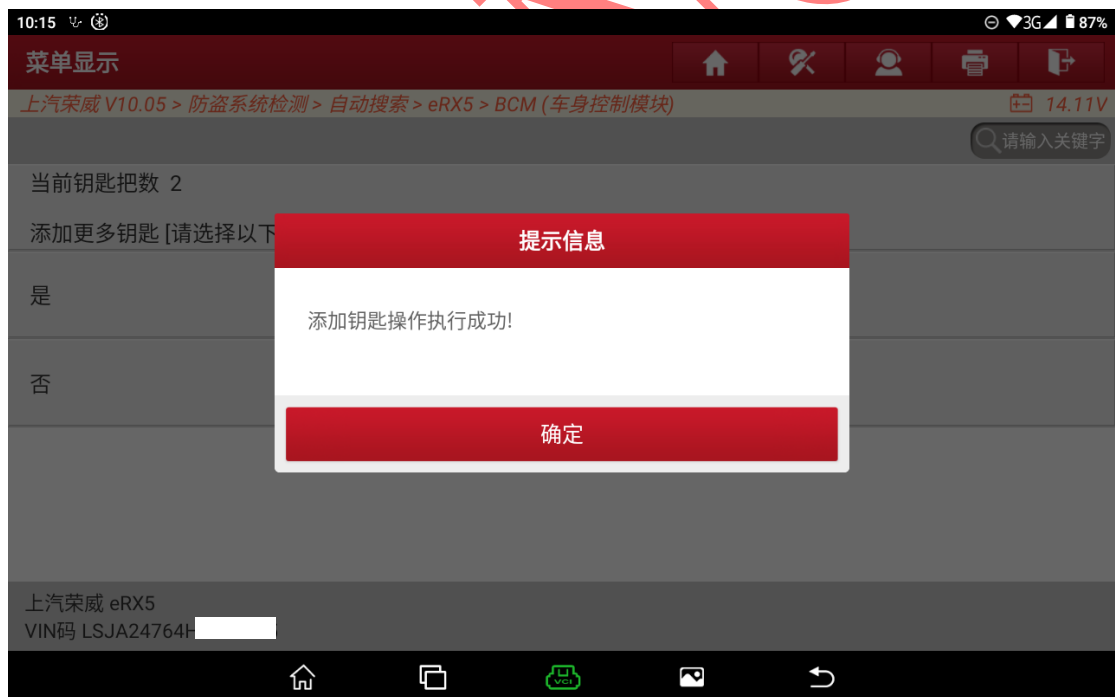 10:15
3G 87%
菜单显示
上汽荣威 V10.05 > 防盗系统检测 > 自动搜索 > eRX5 > BCM (车身控制模块)
14.11V
请输入关键字
当前钥匙把数 2
添加更多钥匙 [请选择以下
提示信息
是
添加钥匙操作执行成功!
否
确定
上汽荣威 eRX5
VIN码 LSJA24764H
VCI